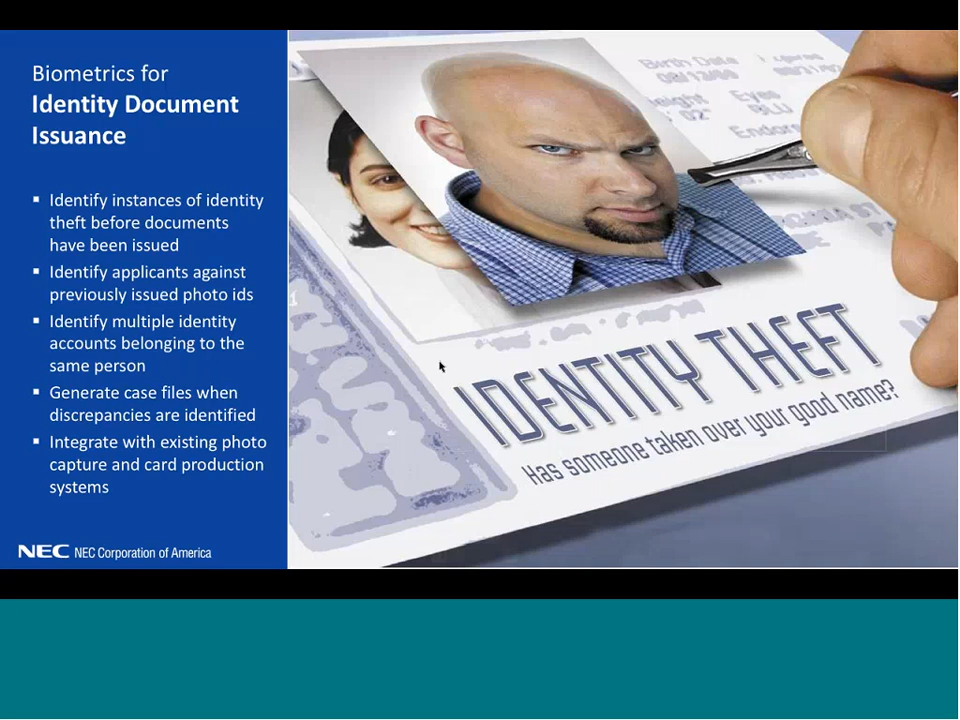 Biometrics for
Identity Document
Issuance
▪ Identify instances of identity
theft before documents
have been issued
▪ Identify applicants against
previously issued photo ids
▪ Identify multiple identity
accounts belonging to the
same person
▪ Generate case files when
discrepancies are identified
▪ Integrate with existing photo
capture and card production
systems
NEC NEC Corporation of America
Birth Date
Eyes
BLU
IDENTITY THEFT
Has someone taken over your good name?